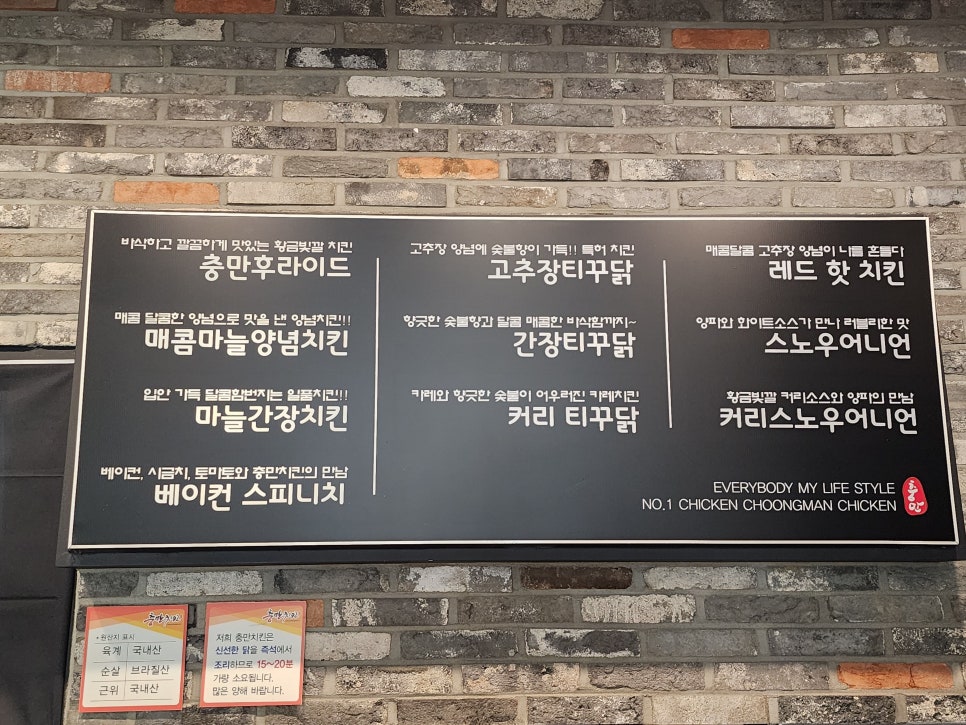 바삭하고 깔끔하게 맛있는 황금빛깔 치킨
충만후라이드
매콤 달콤한 양념으로 맛을 낸 양념치킨!!
매콤마늘양념치킨
입안 가득 달콤함번지는 일품치킨!!
마늘간장치킨
베이컨, 시금치, 토마토와 충만치킨의 만남
베이컨 스피니치
고추장 양념에 숯불향이 가득!! 특허 치킨
고추장티꾸닭
향긋한 숯불향과 달콤 매콤한 바삭함까지~
간장티꾸닭
카레와 향긋한 숯불이 어우러진 카레치킨
커리 티꾸닭
매콤달콤 고추장 양념이 나를 흔들다
레드 핫 치킨
양파와 화이트소스가 만나 러블리한 맛
스노우어니언
황금빛깔 커리소스와 양파의 만남
커리스노우어니언
EVERYBODY MY LIFE STYLE
NO.1 CHICKEN CHOONGMAN CHICKEN
충만
충만치킨
* 원산지 표시
육계 국내산
순살 브라질산
근위 국내산
충만치킨
저희 충만치킨은
신선한 닭을 즉석에서
조리하므로 15~20분
가량 소요됩니다.
많은 양해 바랍니다.